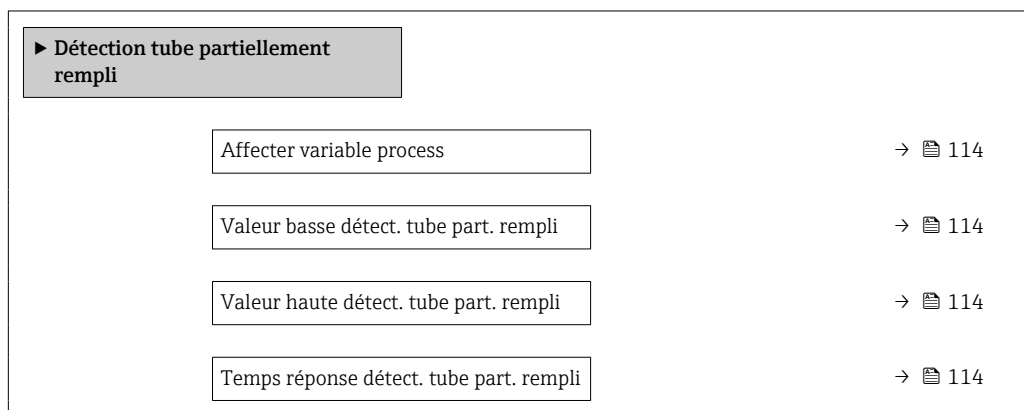 ► Détection tube partiellement
rempli
Affecter variable process → 114
Valeur basse détect. tube part. rempli → 114
Valeur haute détect. tube part. rempli → 114
Temps réponse détect. tube part. rempli → 114